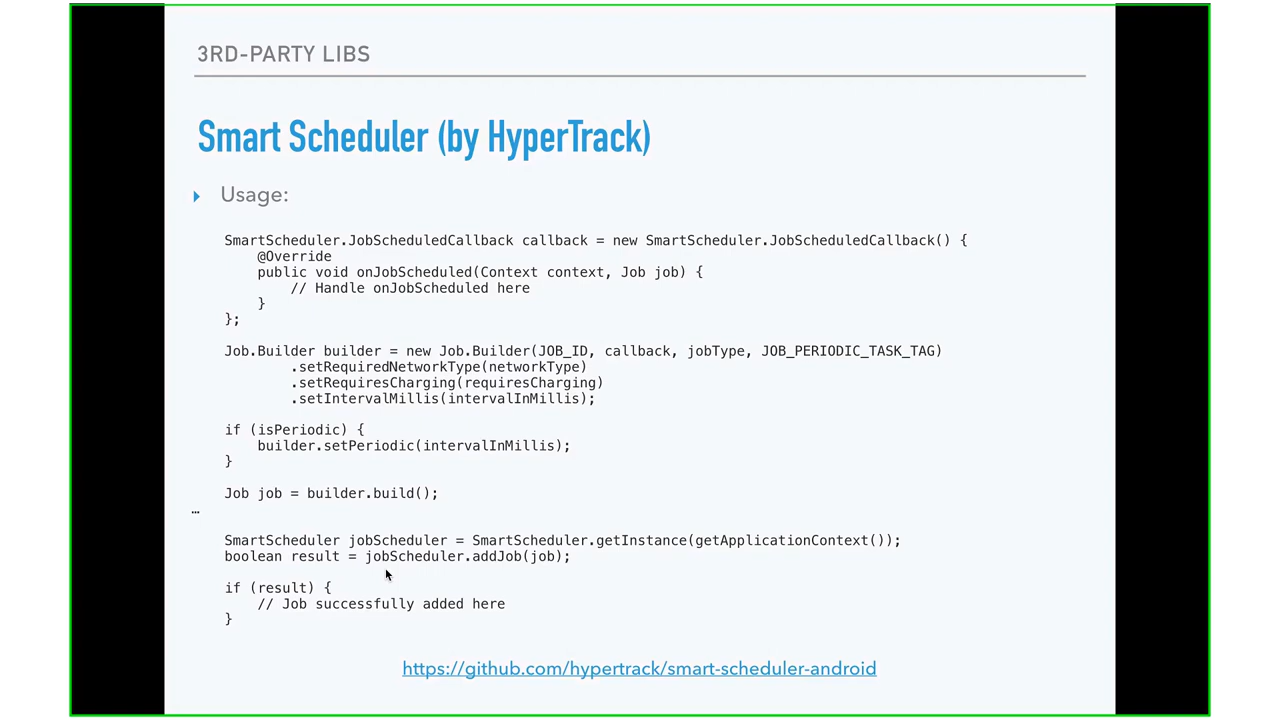 3RD-PARTY LIBS
Smart Scheduler (by HyperTrack)
Usage:
SmartScheduler.JobScheduledCallback callback = new SmartScheduler.JobScheduledCallback() {
    @Override
    public void onJobScheduled(Context context, Job job) {
        // Handle onJobScheduled here
    }
};
Job.Builder builder = new Job.Builder(JOB_ID, callback, jobType, JOB_PERIODIC_TASK_TAG)
        .setRequiredNetworkType(networkType)
        .setRequiresCharging(requiresCharging)
        .setIntervalMillis(intervalInMillis);
if (isPeriodic) {
    builder.setPeriodic(intervalInMillis);
}
Job job = builder.build();
…
SmartScheduler jobScheduler = SmartScheduler.getInstance(getApplicationContext());
boolean result = jobScheduler.addJob(job);
if (result) {
    // Job successfully added here
}
https://github.com/hypertrack/smart-scheduler-android